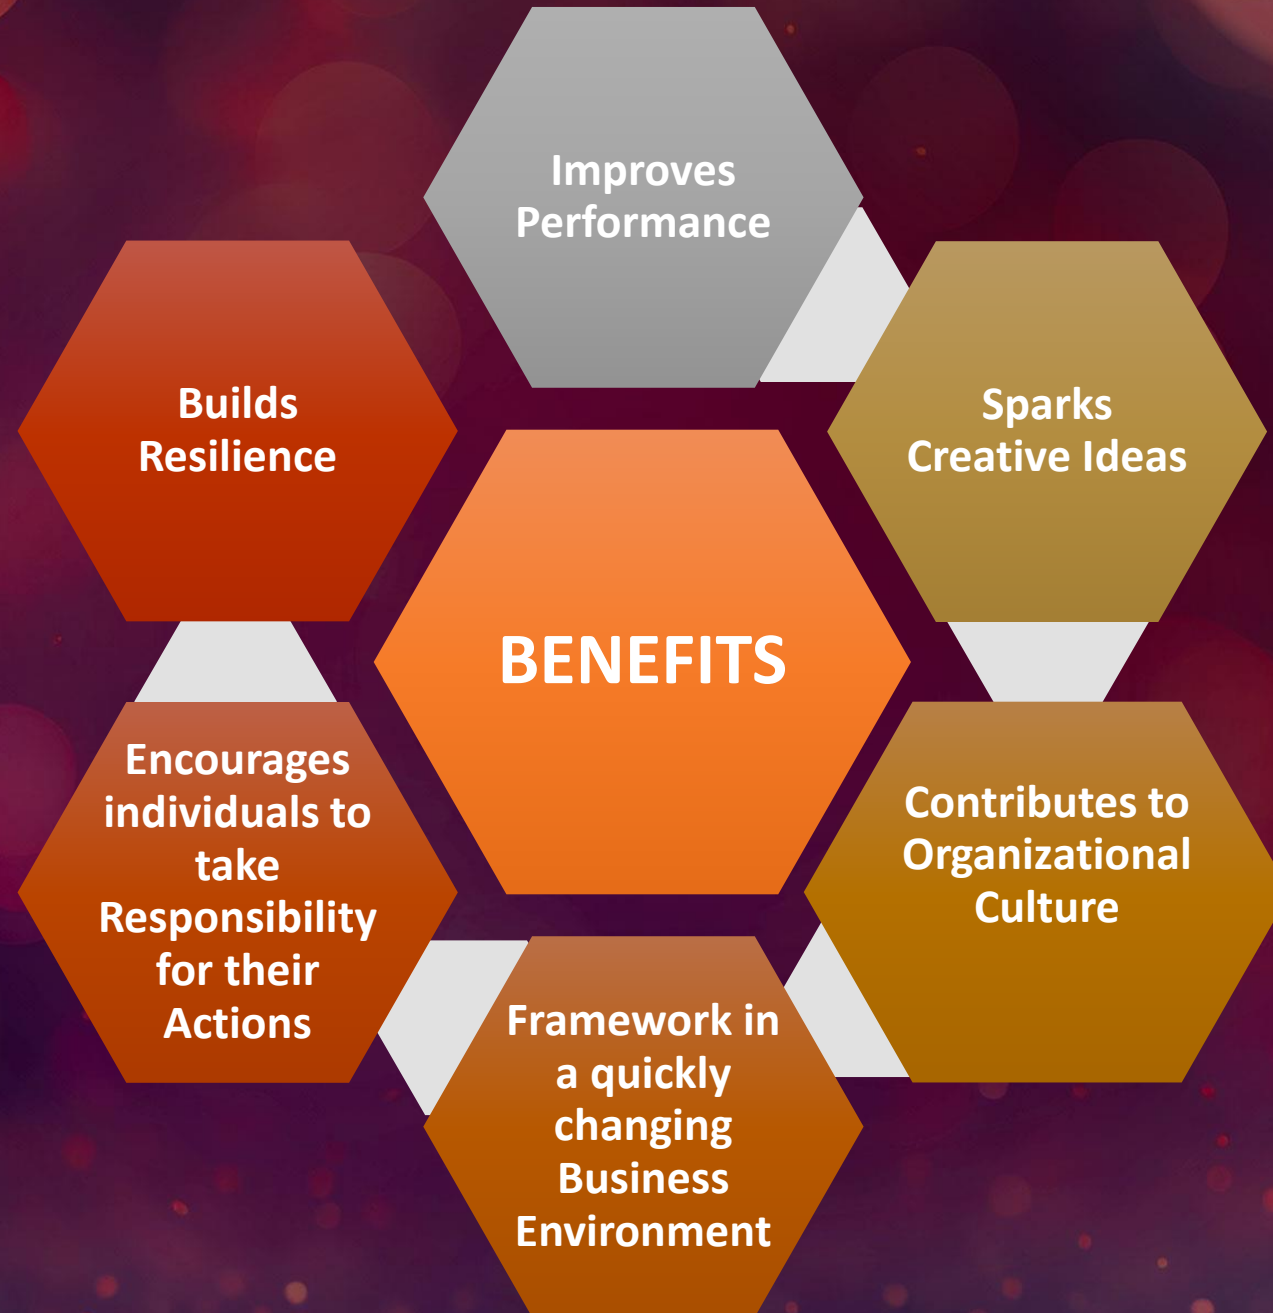 Improves
Performance
Sparks
Creative Ideas
Contributes to
Organizational
Culture
Framework in
a quickly
changing
Business
Environment
Encourages
individuals to
take
Responsibility
for their
Actions
Builds
Resilience
BENEFITS